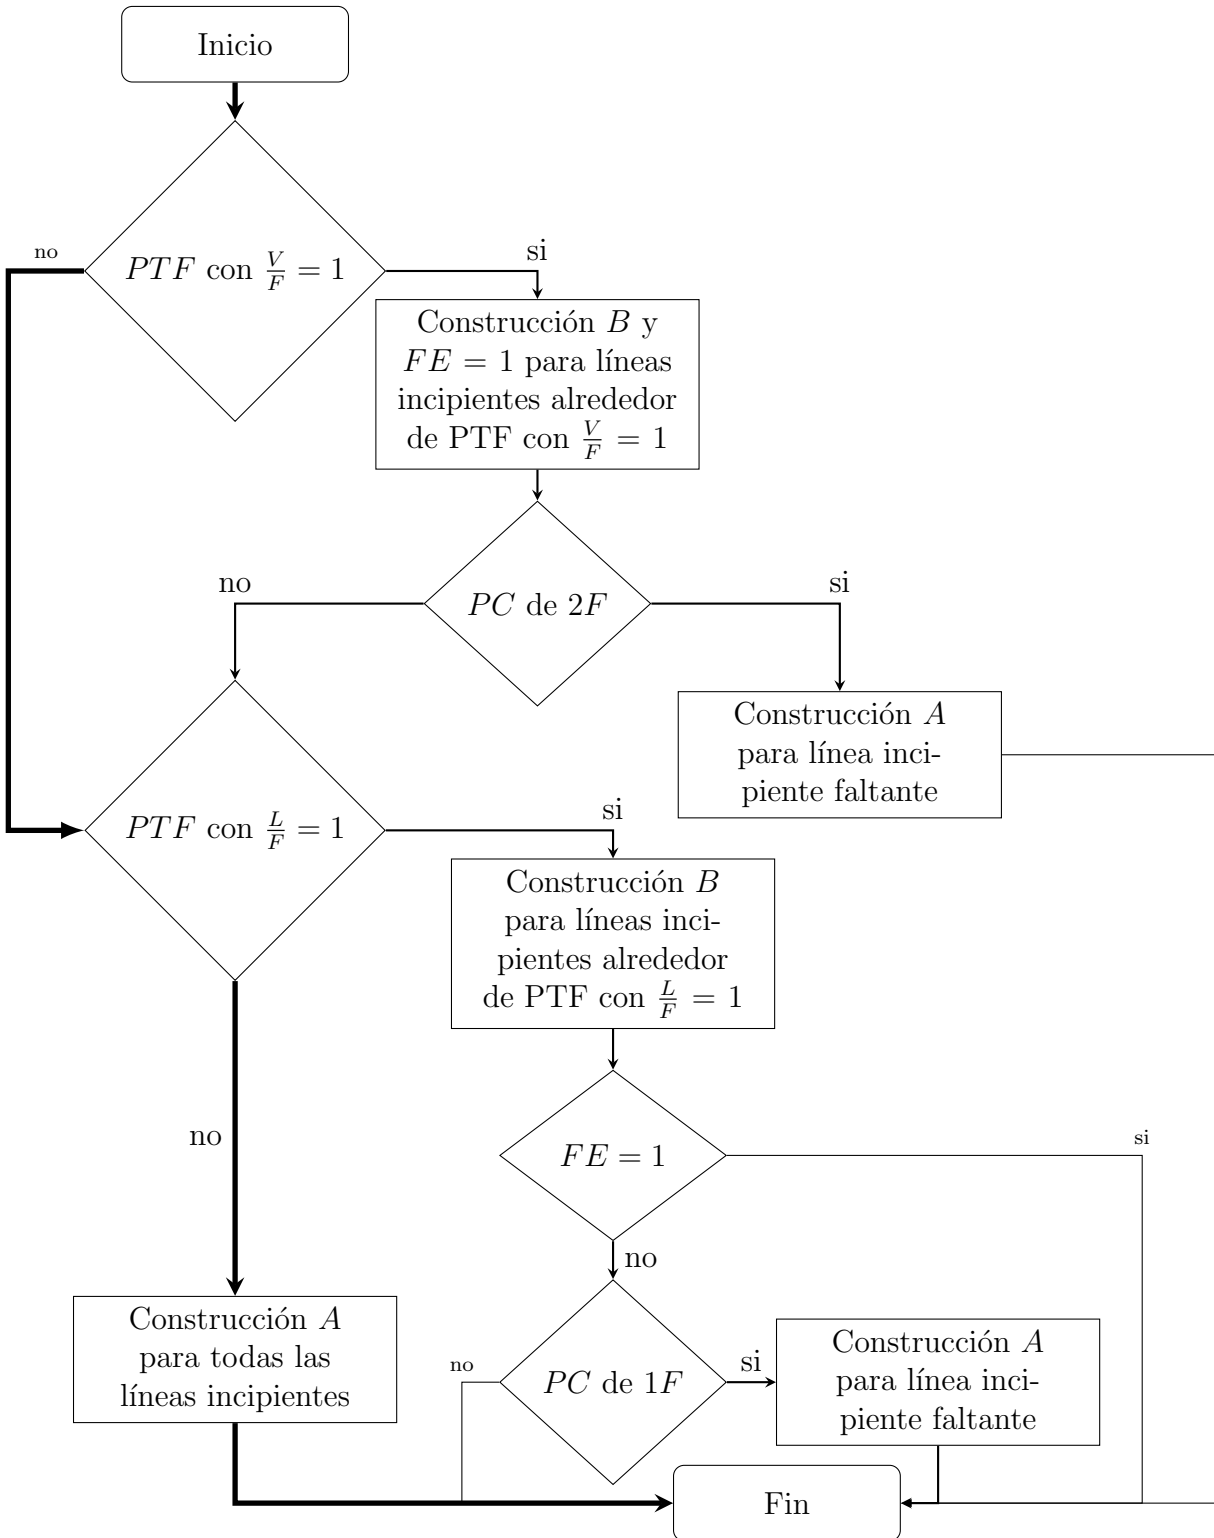 Inicio
no
PTF con V/F = 1
si
Construcción B y
FE = 1 para líneas
incipientes alrededor
de PTF con V/F = 1
no
PC de 2F
si
Construcción A
para línea inci-
piente faltante
PTF con L/F = 1
si
Construcción B
para líneas inci-
pientes alrededor
de PTF con L/F = 1
no
FE = 1
si
no
Construcción A
para todas las
líneas incipientes
no
PC de 1F
si
Construcción A
para línea inci-
piente faltante
Fin